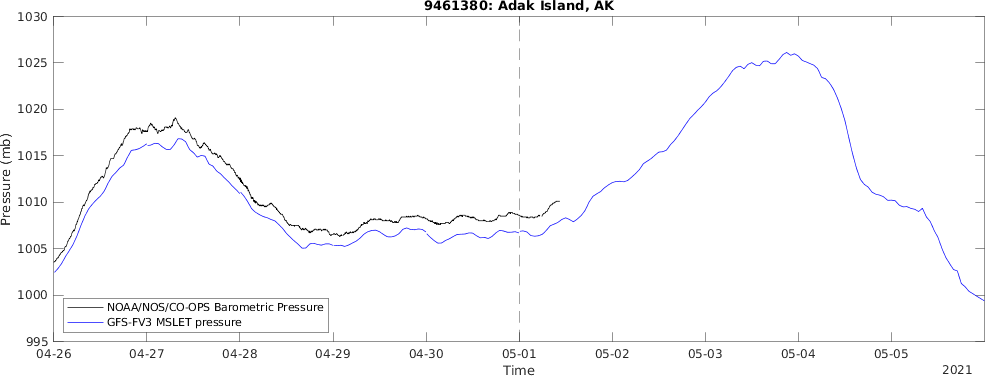 9461380: Adak Island, AK
1030
1025
1020
1015
1010
1005
1000
995
Pressure (mb)
NOAA/NOS/CO-OPS Barometric Pressure
GFS-FV3 MSLET pressure
04-26 04-27 04-28 04-29 04-30 05-01 05-02 05-03 05-04 05-05
Time
2021